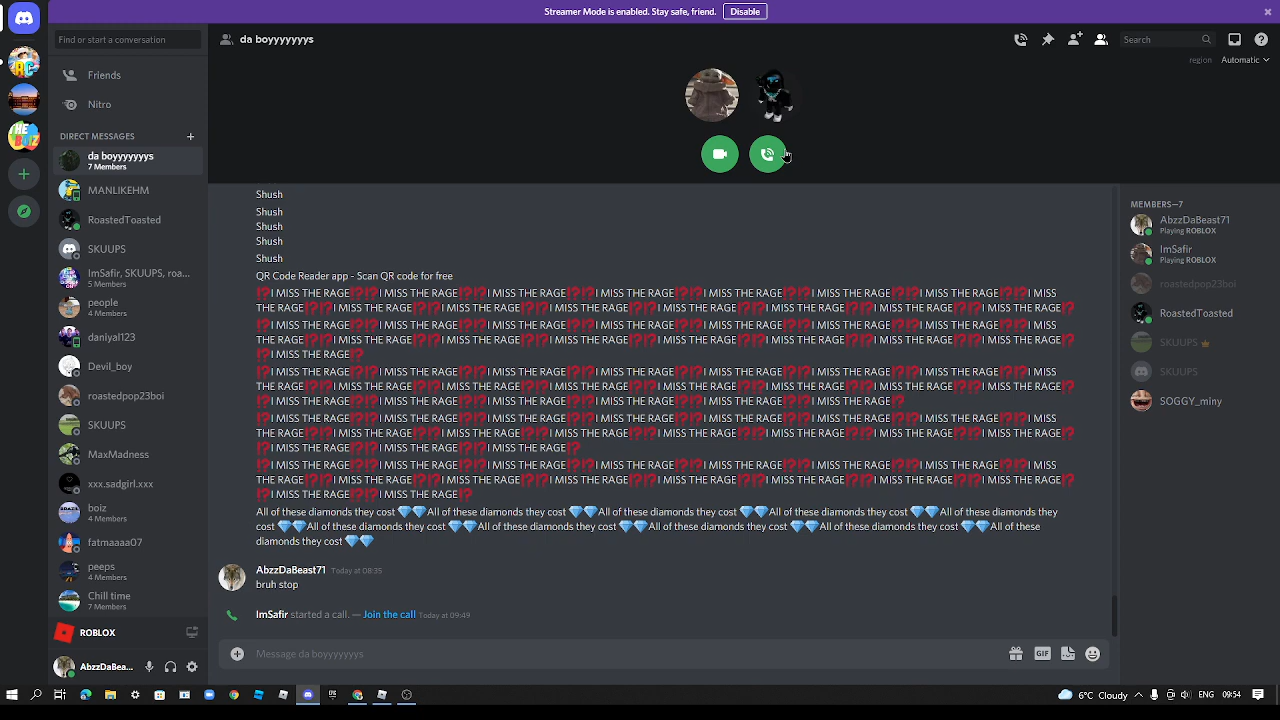 Streamer Mode is enabled. Stay safe, friend.
Disable
Find or start a conversation
da boyyyyyyys
Search
region
Automatic
Friends
Nitro
DIRECT MESSAGES
da boyyyyyyys
7 Members
MANLIKEHM
RoastedToasted
SKUUPS
ImSafir, SKUUPS, roa...
5 Members
people
4 Members
daniyal123
Devil_boy
roastedpop23boi
SKUUPS
MaxMadness
xxx.sadgirl.xxx
boiz
4 Members
fatmaaaa07
peeps
4 Members
Chill time
7 Members
ROBLOX
AbzzDaBea...
Shush
Shush
Shush
Shush
Shush
QR Code Reader app - Scan QR code for free
⁉️I MISS THE RAGE⁉️⁉️I MISS THE RAGE⁉️⁉️I MISS THE RAGE⁉️⁉️I MISS THE RAGE⁉️⁉️I MISS THE RAGE⁉️⁉️I MISS THE RAGE⁉️⁉️I MISS THE RAGE⁉️⁉️I MISS
THE RAGE⁉️⁉️I MISS THE RAGE⁉️⁉️I MISS THE RAGE⁉️⁉️I MISS THE RAGE⁉️⁉️I MISS THE RAGE⁉️⁉️I MISS THE RAGE⁉️⁉️I MISS THE RAGE⁉️⁉️I MISS THE RAGE⁉️
⁉️I MISS THE RAGE⁉️⁉️I MISS THE RAGE⁉️⁉️I MISS THE RAGE⁉️⁉️I MISS THE RAGE⁉️⁉️I MISS THE RAGE⁉️⁉️I MISS THE RAGE⁉️⁉️I MISS THE RAGE⁉️⁉️I MISS
THE RAGE⁉️⁉️I MISS THE RAGE⁉️⁉️I MISS THE RAGE⁉️⁉️I MISS THE RAGE⁉️⁉️I MISS THE RAGE⁉️⁉️I MISS THE RAGE⁉️⁉️I MISS THE RAGE⁉️⁉️I MISS THE RAGE⁉️
⁉️I MISS THE RAGE⁉️
⁉️I MISS THE RAGE⁉️⁉️I MISS THE RAGE⁉️⁉️I MISS THE RAGE⁉️⁉️I MISS THE RAGE⁉️⁉️I MISS THE RAGE⁉️⁉️I MISS THE RAGE⁉️⁉️I MISS THE RAGE⁉️⁉️I MISS
THE RAGE⁉️⁉️I MISS THE RAGE⁉️⁉️I MISS THE RAGE⁉️⁉️I MISS THE RAGE⁉️⁉️I MISS THE RAGE⁉️⁉️I MISS THE RAGE⁉️⁉️I MISS THE RAGE⁉️⁉️I MISS THE RAGE⁉️
⁉️I MISS THE RAGE⁉️⁉️I MISS THE RAGE⁉️⁉️I MISS THE RAGE⁉️⁉️I MISS THE RAGE⁉️⁉️I MISS THE RAGE⁉️⁉️I MISS THE RAGE⁉️
⁉️I MISS THE RAGE⁉️⁉️I MISS THE RAGE⁉️⁉️I MISS THE RAGE⁉️⁉️I MISS THE RAGE⁉️⁉️I MISS THE RAGE⁉️⁉️I MISS THE RAGE⁉️⁉️I MISS THE RAGE⁉️⁉️I MISS
THE RAGE⁉️⁉️I MISS THE RAGE⁉️⁉️I MISS THE RAGE⁉️⁉️I MISS THE RAGE⁉️⁉️I MISS THE RAGE⁉️⁉️I MISS THE RAGE⁉️⁉️I MISS THE RAGE⁉️⁉️I MISS THE RAGE⁉️
⁉️I MISS THE RAGE⁉️⁉️I MISS THE RAGE⁉️⁉️I MISS THE RAGE⁉️
⁉️I MISS THE RAGE⁉️⁉️I MISS THE RAGE⁉️⁉️I MISS THE RAGE⁉️⁉️I MISS THE RAGE⁉️⁉️I MISS THE RAGE⁉️⁉️I MISS THE RAGE⁉️⁉️I MISS THE RAGE⁉️⁉️I MISS
THE RAGE⁉️⁉️I MISS THE RAGE⁉️⁉️I MISS THE RAGE⁉️⁉️I MISS THE RAGE⁉️⁉️I MISS THE RAGE⁉️⁉️I MISS THE RAGE⁉️⁉️I MISS THE RAGE⁉️⁉️I MISS THE RAGE⁉️
⁉️I MISS THE RAGE⁉️⁉️I MISS THE RAGE⁉️
All of these diamonds they cost 💎💎All of these diamonds they cost 💎💎All of these diamonds they cost 💎💎All of these diamonds they cost 💎💎All of these diamonds they
cost 💎💎All of these diamonds they cost 💎💎All of these diamonds they cost 💎💎All of these diamonds they cost 💎💎All of these diamonds they cost 💎💎All of these
diamonds they cost 💎💎
AbzzDaBeast71 Today at 08:35
bruh stop
ImSafir started a call. — Join the call Today at 09:49
Message da boyyyyyyys
GIF
MEMBERS—7
AbzzDaBeast71
Playing ROBLOX
ImSafir
Playing ROBLOX
roastedpop23boi
RoastedToasted
SKUUPS
SKUUPS
SOGGY_miny
6°C Cloudy
ENG
09:54